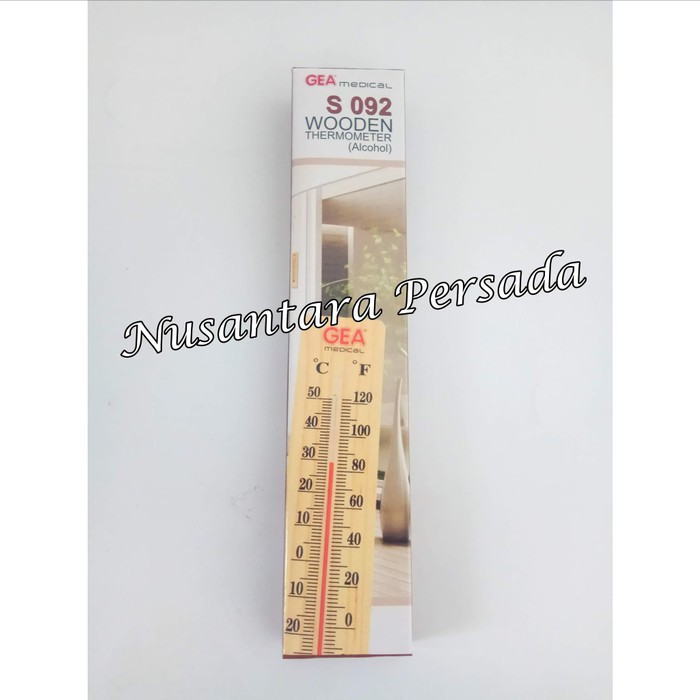 GEA medical
S 092
WOODEN
THERMOMETER
(Alcohol)
Nusantara Persada
GEA
medical
°C °F
50 120
40 100
30 80
20 60
10 40
0 20
10 0
20